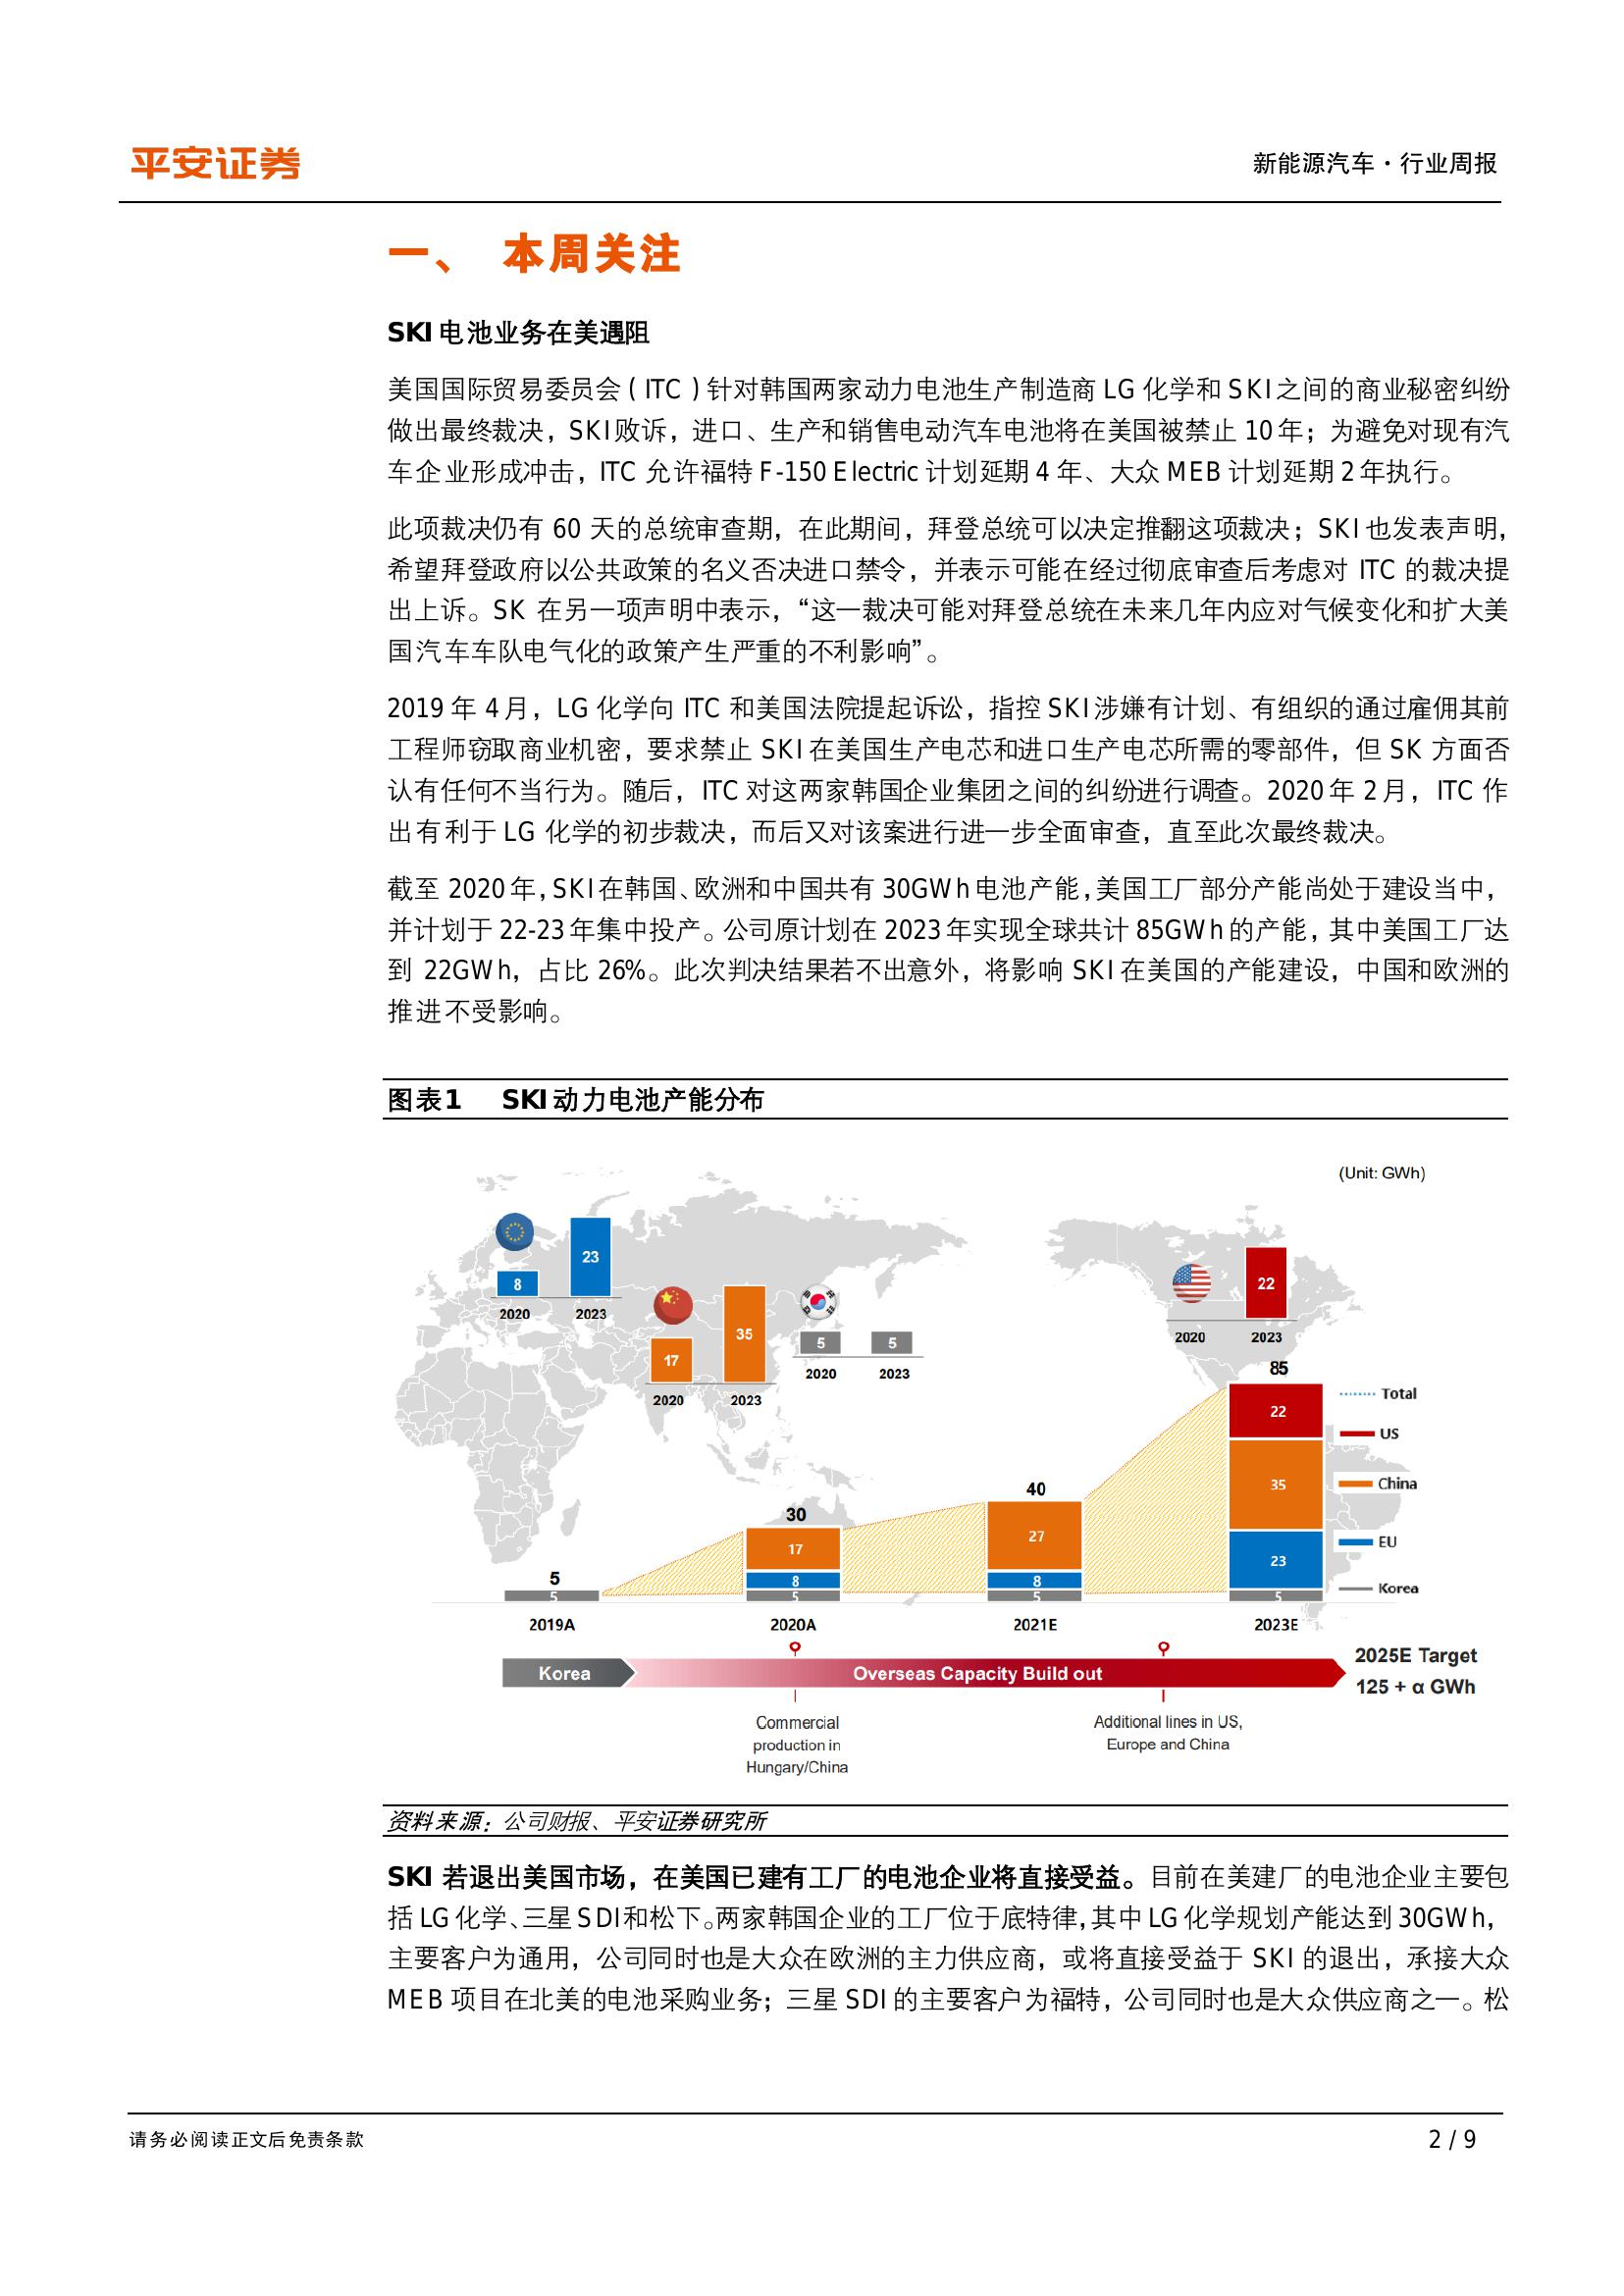 平安证券
新能源汽车·行业周报
一、 本周关注
SKI 电池业务在美遇阻
美国国际贸易委员会(ITC)针对韩国两家动力电池生产制造商 LG 化学和 SKI 之间的商业秘密纠纷
做出最终裁决，SKI 败诉，进口、生产和销售电动汽车电池将在美国被禁止 10 年；为避免对现有汽
车企业形成冲击，ITC 允许福特 F-150 Electric 计划延期 4 年、大众 MEB 计划延期 2 年执行。
此项裁决仍有 60 天的总统审查期，在此期间，拜登总统可以决定推翻这项裁决；SKI 也发表声明，
希望拜登政府以公共政策的名义否决进口禁令，并表示可能在经过彻底审查后考虑对 ITC 的裁决提
出上诉。SK 在另一项声明中表示，“这一裁决可能对拜登总统在未来几年内应对气候变化和扩大美
国汽车车队电气化的政策产生严重的不利影响”。
2019 年 4 月，LG 化学向 ITC 和美国法院提起诉讼，指控 SKI 涉嫌有计划、有组织的通过雇佣其前
工程师窃取商业机密，要求禁止 SKI 在美国生产电芯和进口生产电芯所需的零部件，但 SK 方面否
认有任何不当行为。随后，ITC 对这两家韩国企业集团之间的纠纷进行调查。2020 年 2 月，ITC 作
出有利于 LG 化学的初步裁决，而后又对该案进行进一步全面审查，直至此次最终裁决。
截至 2020 年，SKI 在韩国、欧洲和中国共有 30GWh 电池产能，美国工厂部分产能尚处于建设当中，
并计划于 22-23 年集中投产。公司原计划在 2023 年实现全球共计 85GWh 的产能，其中美国工厂达
到 22GWh，占比 26%。此次判决结果若不出意外，将影响 SKI 在美国的产能建设，中国和欧洲的
推进不受影响。
图表1 SKI 动力电池产能分布
(Unit: GWh)
8 23
2020 2023
17 35
2020 2023
5 5
2020 2023
22
2020 2023
85
22
35
23
5
40
27
8
5
30
17
8
5
5
5
Total
US
China
EU
Korea
2019A 2020A 2021E 2023E
Korea
Overseas Capacity Build out
2025E Target
125 + α GWh
Commercial
production in
Hungary/China
Additional lines in US,
Europe and China
资料来源：公司财报、平安证券研究所
SKI 若退出美国市场，在美国已建有工厂的电池企业将直接受益。目前在美建厂的电池企业主要包
括 LG 化学、三星 SDI 和松下。两家韩国企业的工厂位于底特律，其中 LG 化学规划产能达到 30GWh，
主要客户为通用，公司同时也是大众在欧洲的主力供应商，或将直接受益于 SKI 的退出，承接大众
MEB 项目在北美的电池采购业务；三星 SDI 的主要客户为福特，公司同时也是大众供应商之一。松
请务必阅读正文后免责条款
2 / 9